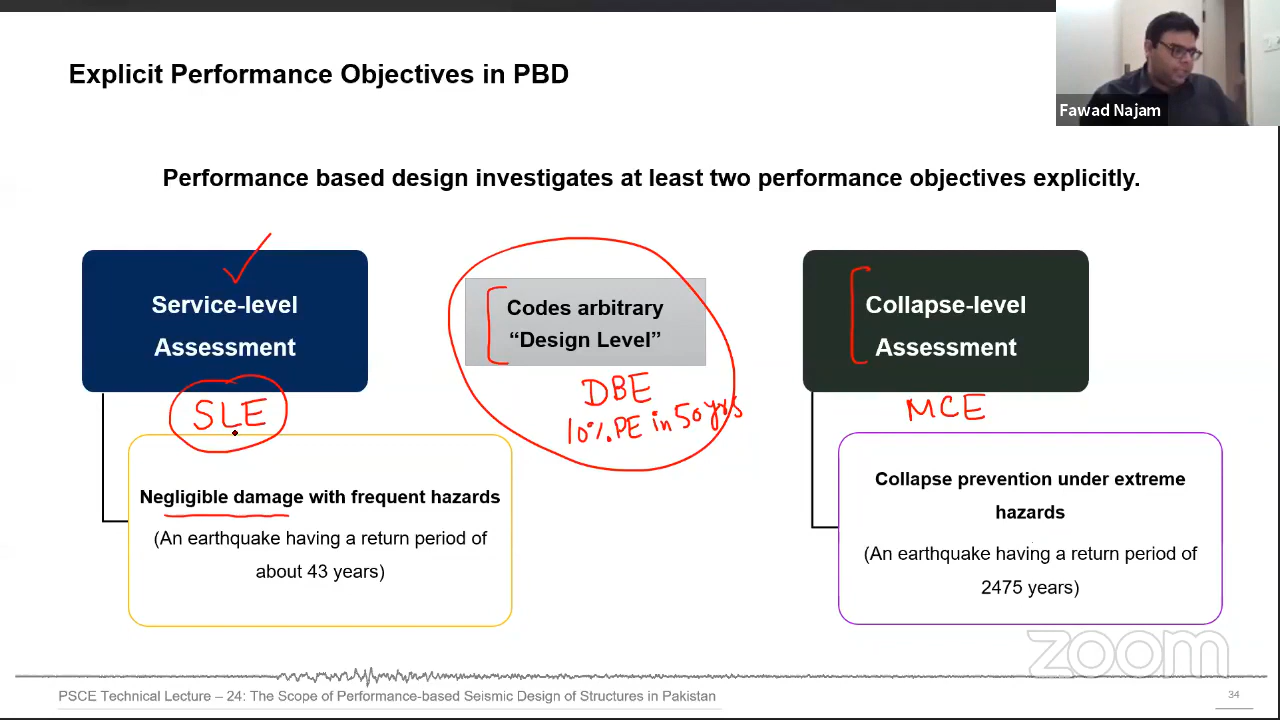 Explicit Performance Objectives in PBD
Fawad Najam
Performance based design investigates at least two performance objectives explicitly.
Service-level
Assessment
SLE
Negligible damage with frequent hazards
(An earthquake having a return period of
about 43 years)
Codes arbitrary
“Design Level”
DBE
10% PE in 50 yrs
Collapse-level
Assessment
MCE
Collapse prevention under extreme
hazards
(An earthquake having a return period of
2475 years)
zoom
PSCE Technical Lecture – 24: The Scope of Performance-based Seismic Design of Structures in Pakistan
34